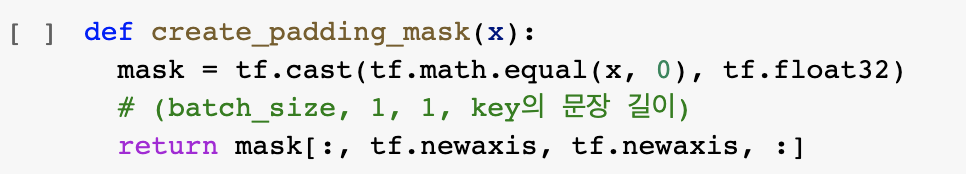 [ ] def create_padding_mask(x):
mask = tf.cast(tf.math.equal(x, 0), tf.float32)
# (batch_size, 1, 1, key의 문장 길이)
return mask[:, tf.newaxis, tf.newaxis, :]